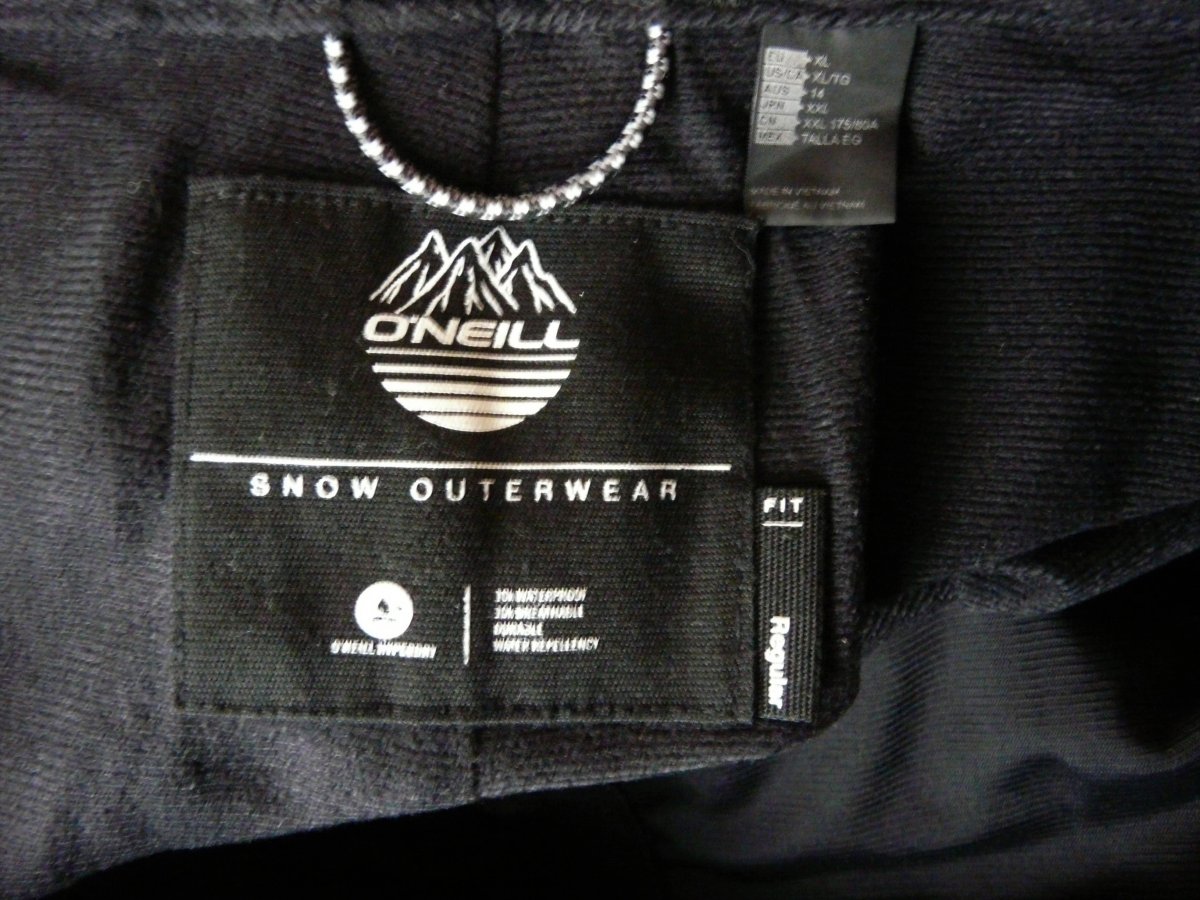 EU XL
US/CA XL/TG
AUS 14
JPN XXL
CN XXL 175/80A
MEX TALLA EG
MADE IN VIETNAM
FABRIQUÉ AU VIETNAM
O'NEILL
SNOW OUTERWEAR
FIT
Regular
O'NEILL HYPERDRY
10K WATERPROOF
10K BREATHABLE
DURABLE
WATER REPELLENCY